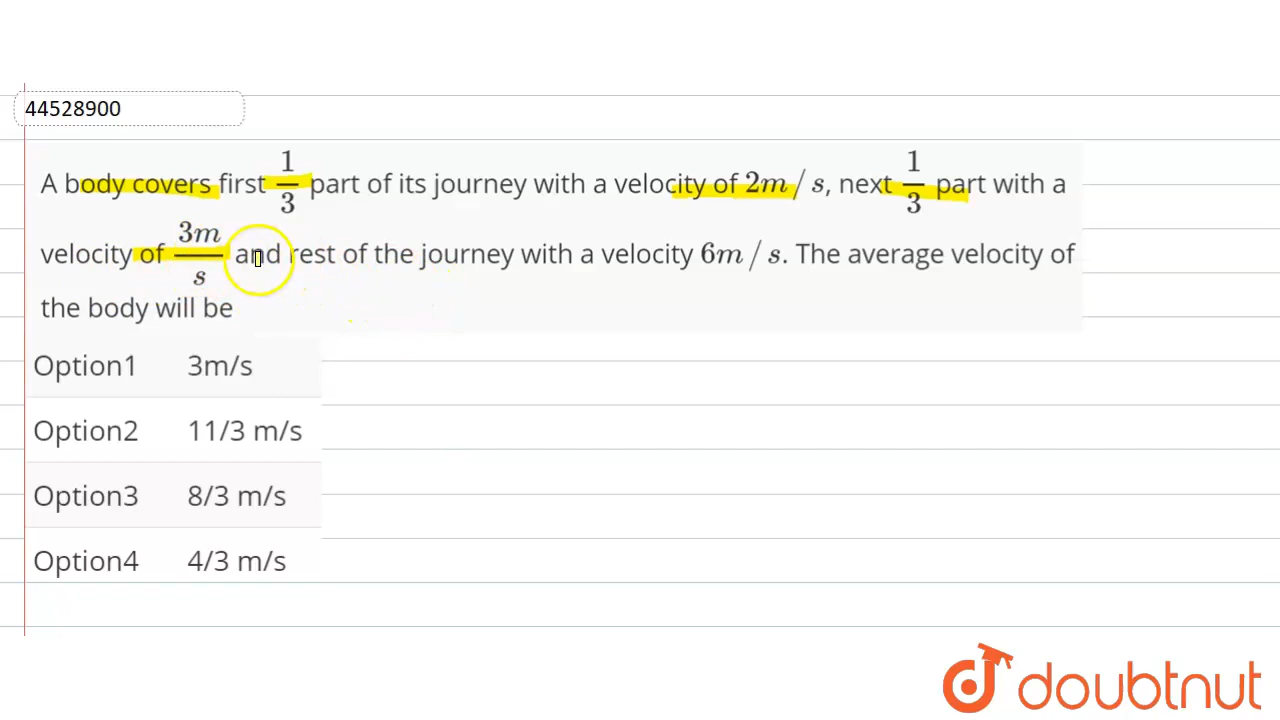 44528900
A body covers first 1/3 part of its journey with a velocity of 2m/s, next 1/3 part with a
velocity of 3m/s and rest of the journey with a velocity 6m/s. The average velocity of
the body will be
Option1 3m/s
Option2 11/3 m/s
Option3 8/3 m/s
Option4 4/3 m/s
doubtnut